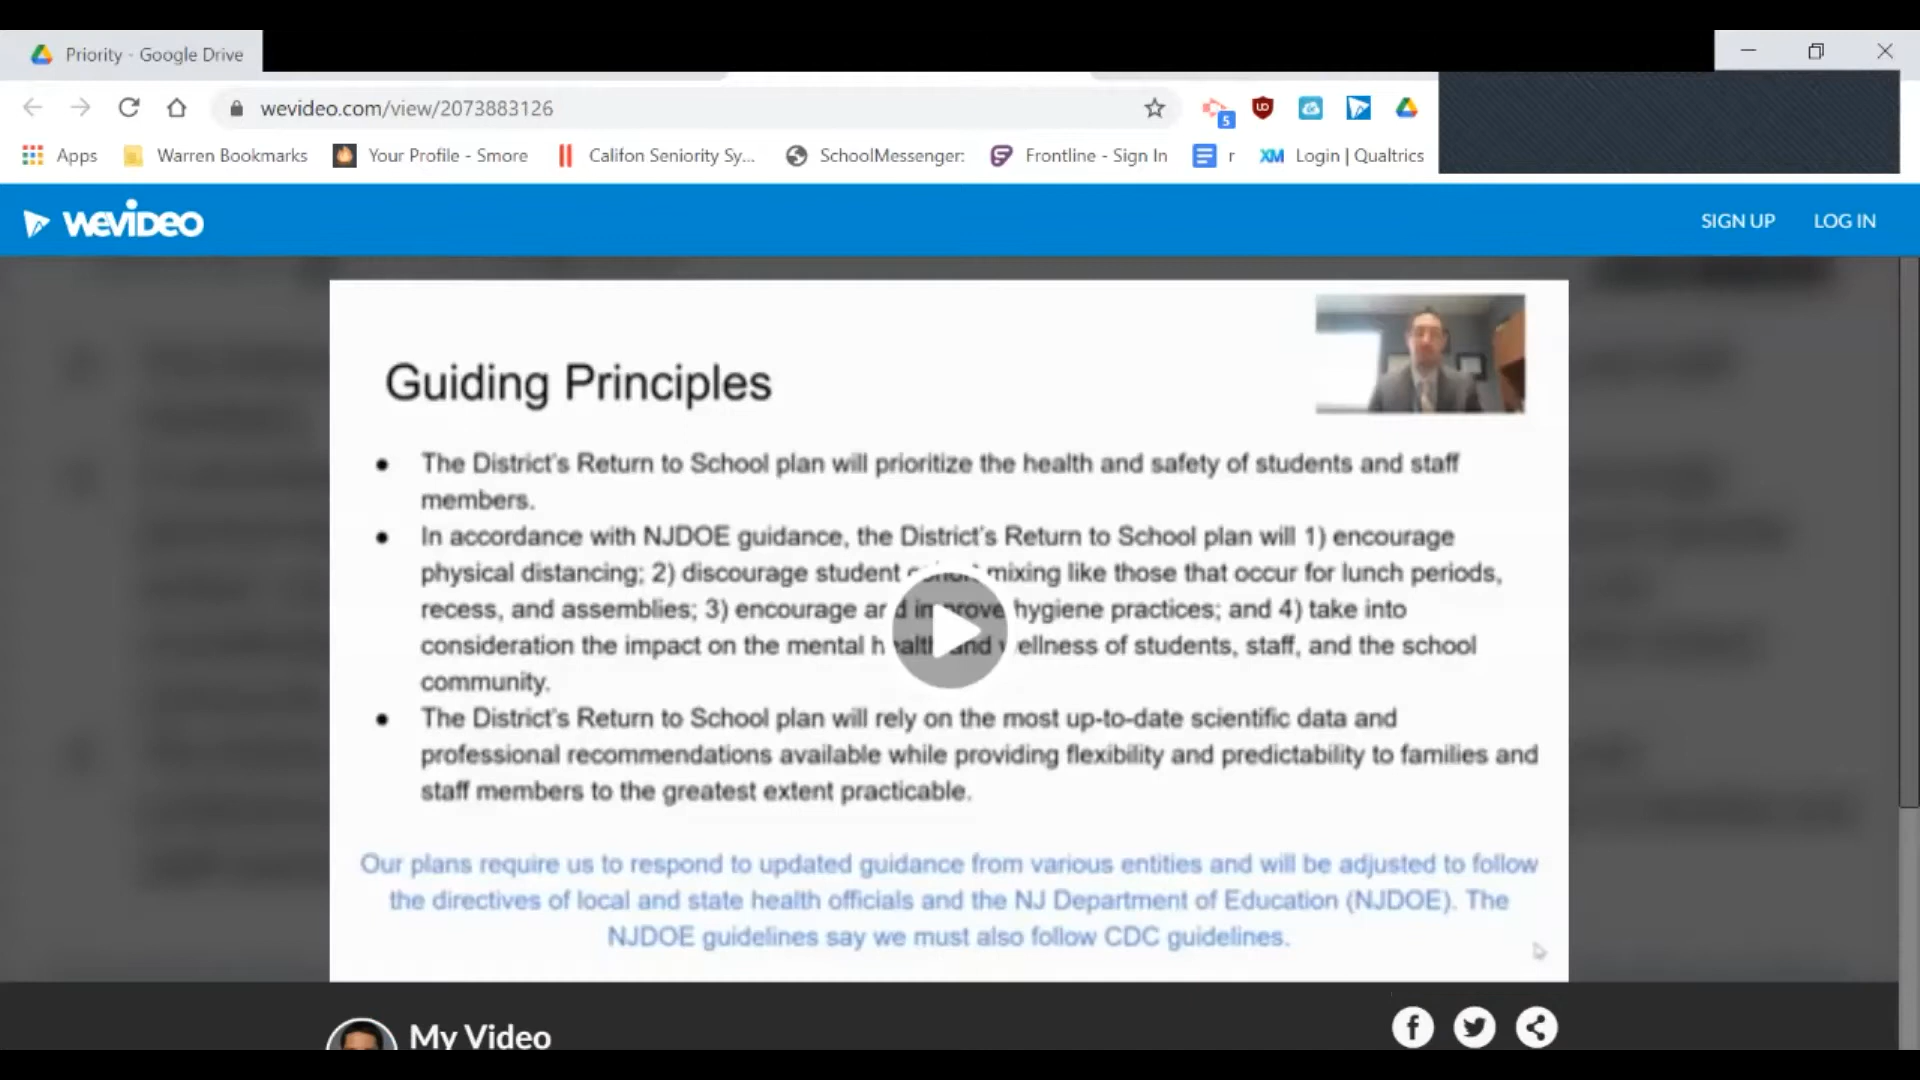 Priority - Google Drive
wevideo.com/view/2073883126
5
Apps
Warren Bookmarks
Your Profile - Smore
Califon Seniority Sy...
SchoolMessenger:
Frontline - Sign In
r
XM Login | Qualtrics
WEVIDEO
SIGN UP
LOG IN
Guiding Principles
● The District's Return to School plan will prioritize the health and safety of students and staff
members.
● In accordance with NJDOE guidance, the District's Return to School plan will 1) encourage
physical distancing; 2) discourage student cohort mixing like those that occur for lunch periods,
recess, and assemblies; 3) encourage and improve hygiene practices; and 4) take into
consideration the impact on the mental health and wellness of students, staff, and the school
community.
● The District's Return to School plan will rely on the most up-to-date scientific data and
professional recommendations available while providing flexibility and predictability to families and
staff members to the greatest extent practicable.
Our plans require us to respond to updated guidance from various entities and will be adjusted to follow
the directives of local and state health officials and the NJ Department of Education (NJDOE). The
NJDOE guidelines say we must also follow CDC guidelines.
My Video